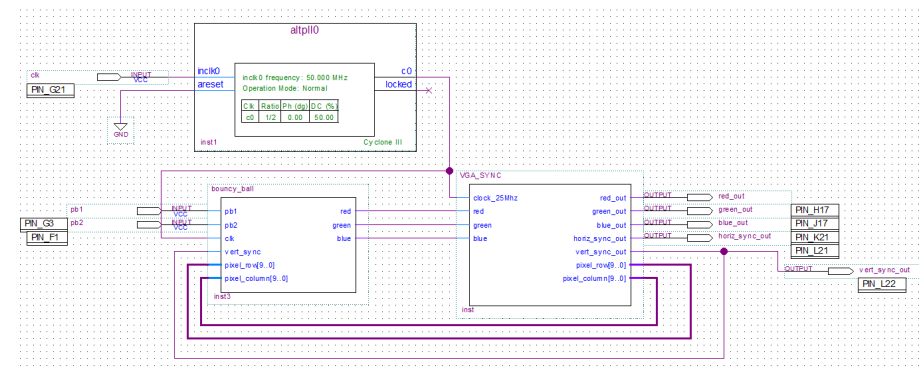 altpll0
inclk0
areset
c0
locked
inclk0 frequency: 50.000 MHz
Operation Mode: Normal
Clk Ratio Ph (dg) DC (%)
c0 1/2 0.00 50.00
inst1
Cyclone III
clk
INPUT
VCC
PIN_G21
GND
bouncy_ball
pb1
pb2
clk
vert_sync
pixel_row[9..0]
pixel_column[9..0]
red
green
blue
inst3
pb1
INPUT
VCC
pb2
INPUT
VCC
PIN_G3
PIN_F1
VGA_SYNC
clock_25Mhz
red
green
blue
red_out
green_out
blue_out
horiz_sync_out
vert_sync_out
pixel_row[9..0]
pixel_column[9..0]
inst
OUTPUT
red_out
OUTPUT
green_out
OUTPUT
blue_out
OUTPUT
horiz_sync_out
PIN_H17
PIN_J17
PIN_K21
PIN_L21
OUTPUT
vert_sync_out
PIN_L22